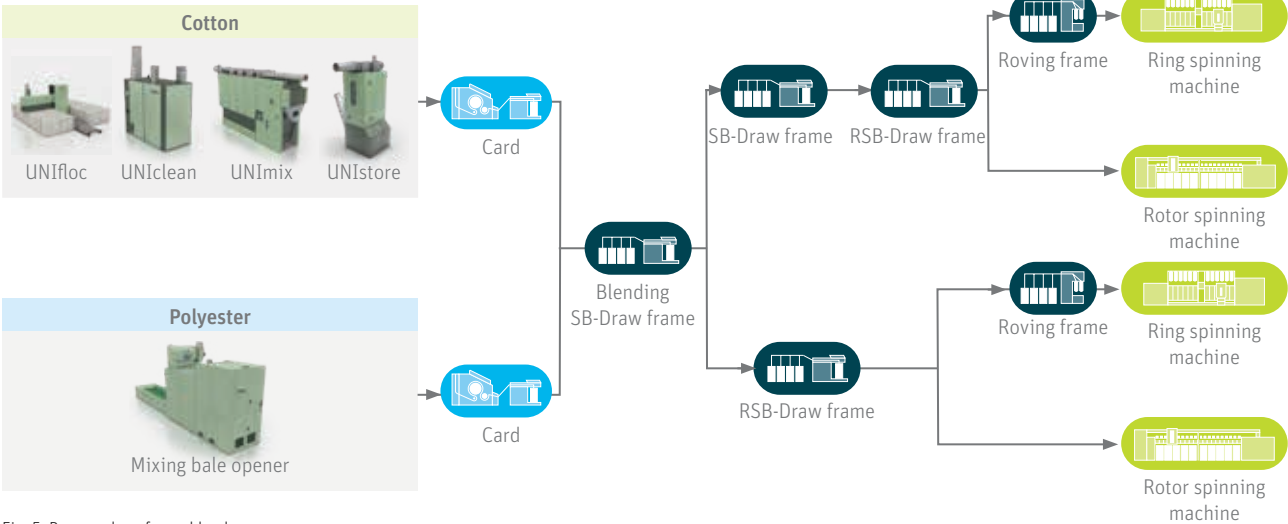 Cotton
UNIfloc
UNIclean
UNImix
UNIstore
Card
Polyester
Mixing bale opener
Card
Blending
SB-Draw frame
SB-Draw frame
RSB-Draw frame
Roving frame
Ring spinning
machine
Rotor spinning
machine
RSB-Draw frame
Roving frame
Ring spinning
machine
Rotor spinning
machine